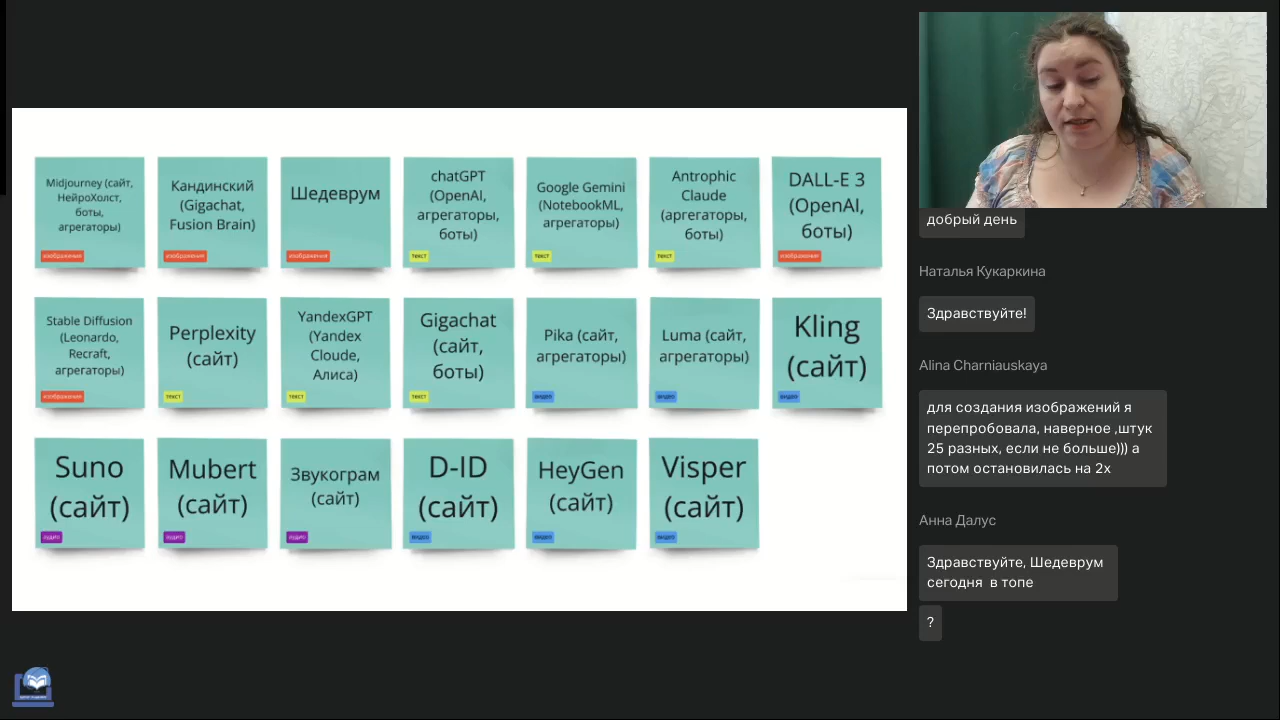 Midjourney (сайт,
НейроХолст,
боты,
агрегаторы)
изображения
Кандинский
(Gigachat,
Fusion Brain)
изображения
Шедеврум
изображения
chatGPT
(OpenAI,
агрегаторы,
боты)
текст
Google Gemini
(NotebookML,
агрегаторы)
текст
Antrophic
Claude
(аргегаторы,
боты)
текст
DALL-E 3
(OpenAI,
боты)
изображения
Stable Diffusion
(Leonardo,
Recraft,
агрегаторы)
изображения
Perplexity
(сайт)
текст
YandexGPT
(Yandex
Cloude,
Алиса)
текст
Gigachat
(сайт,
боты)
текст
Pika (сайт,
агрегаторы)
видео
Luma (сайт,
агрегаторы)
видео
Kling
(сайт)
видео
Suno
(сайт)
аудио
Mubert
(сайт)
аудио
Звукограм
(сайт)
аудио
D-ID
(сайт)
видео
HeyGen
(сайт)
видео
Visper
(сайт)
видео
добрый день
Наталья Кукаркина
Здравствуйте!
Alina Charniauskaya
для создания изображений я
перепробовала, наверное ,штук
25 разных, если не больше))) а
потом остановилась на 2х
Анна Далус
Здравствуйте, Шедеврум
сегодня в топе
?